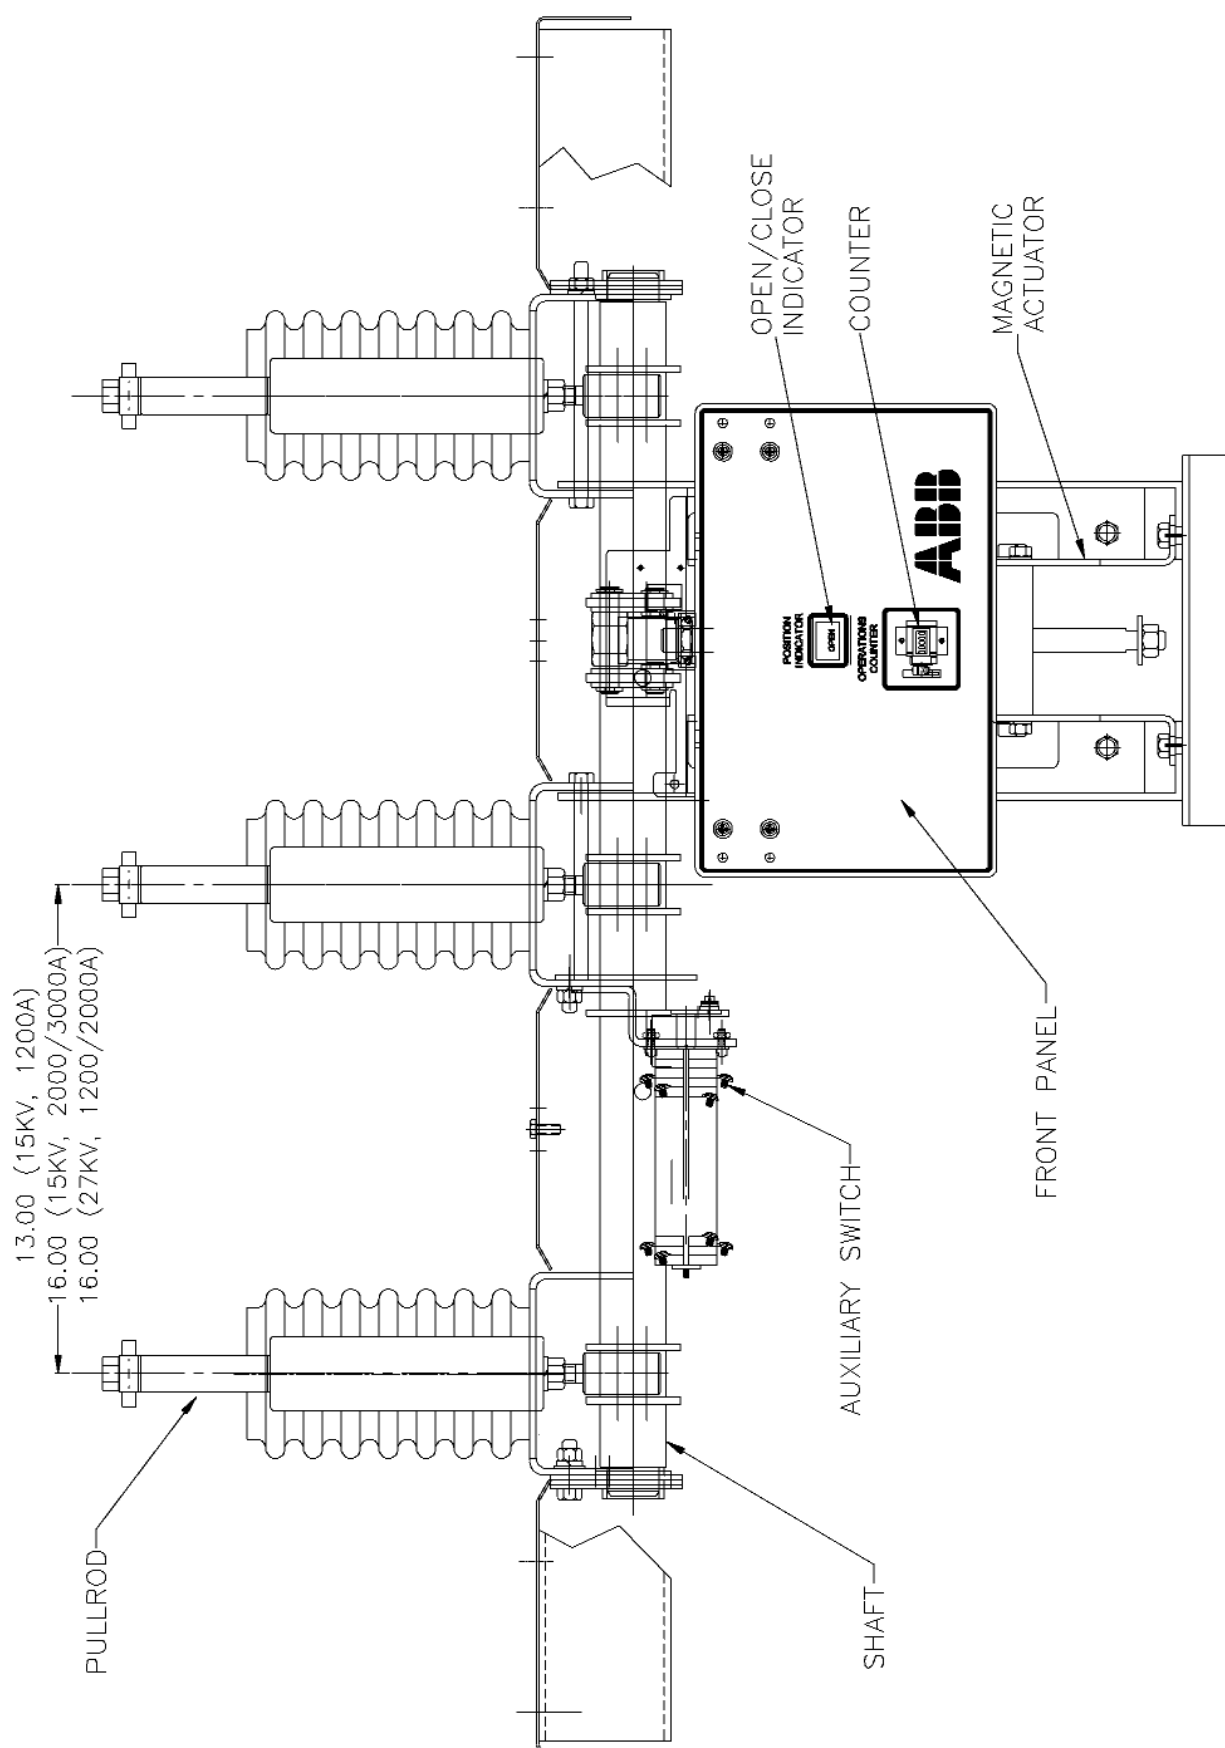 13.00 (15KV, 1200A)
16.00 (15KV, 2000/3000A)
16.00 (27KV, 1200/2000A)
PULLROD
OPEN/CLOSE
INDICATOR
COUNTER
MAGNETIC
ACTUATOR
POSITION
INDICATOR
OPEN
OPERATIONS
COUNTER
ABB
AUXILIARY SWITCH
SHAFT
FRONT PANEL